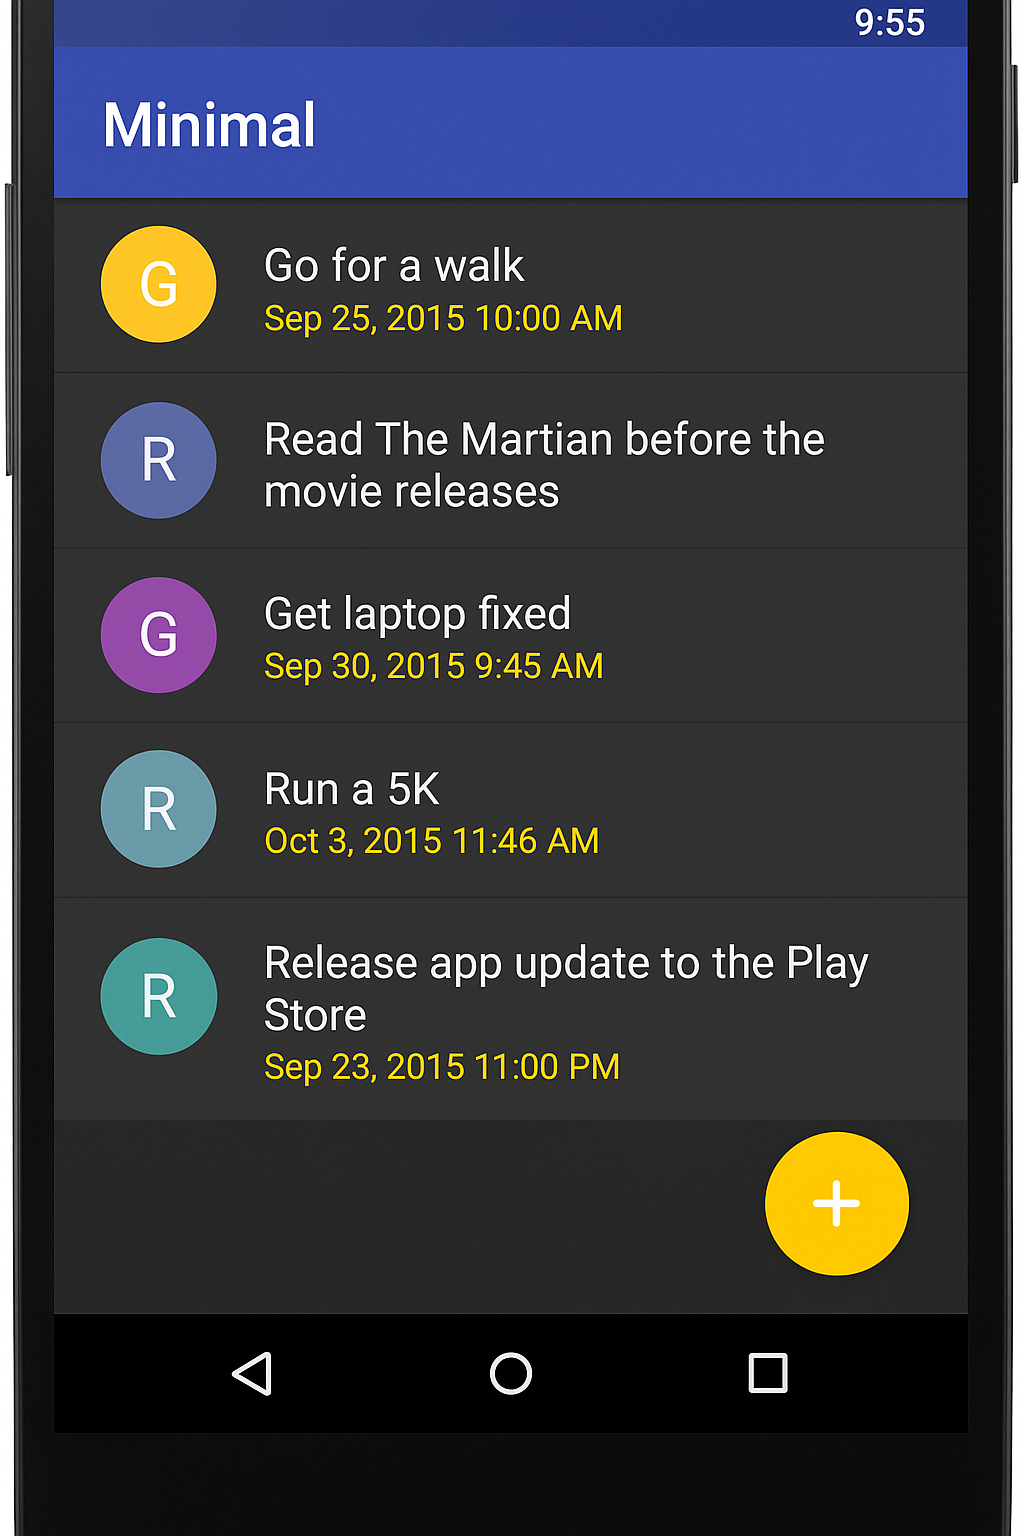 9:55
Minimal
G
Go for a walk
Sep 25, 2015 10:00 AM
R
Read The Martian before the
movie releases
G
Get laptop fixed
Sep 30, 2015 9:45 AM
R
Run a 5K
Oct 3, 2015 11:46 AM
R
Release app update to the Play
Store
Sep 23, 2015 11:00 PM